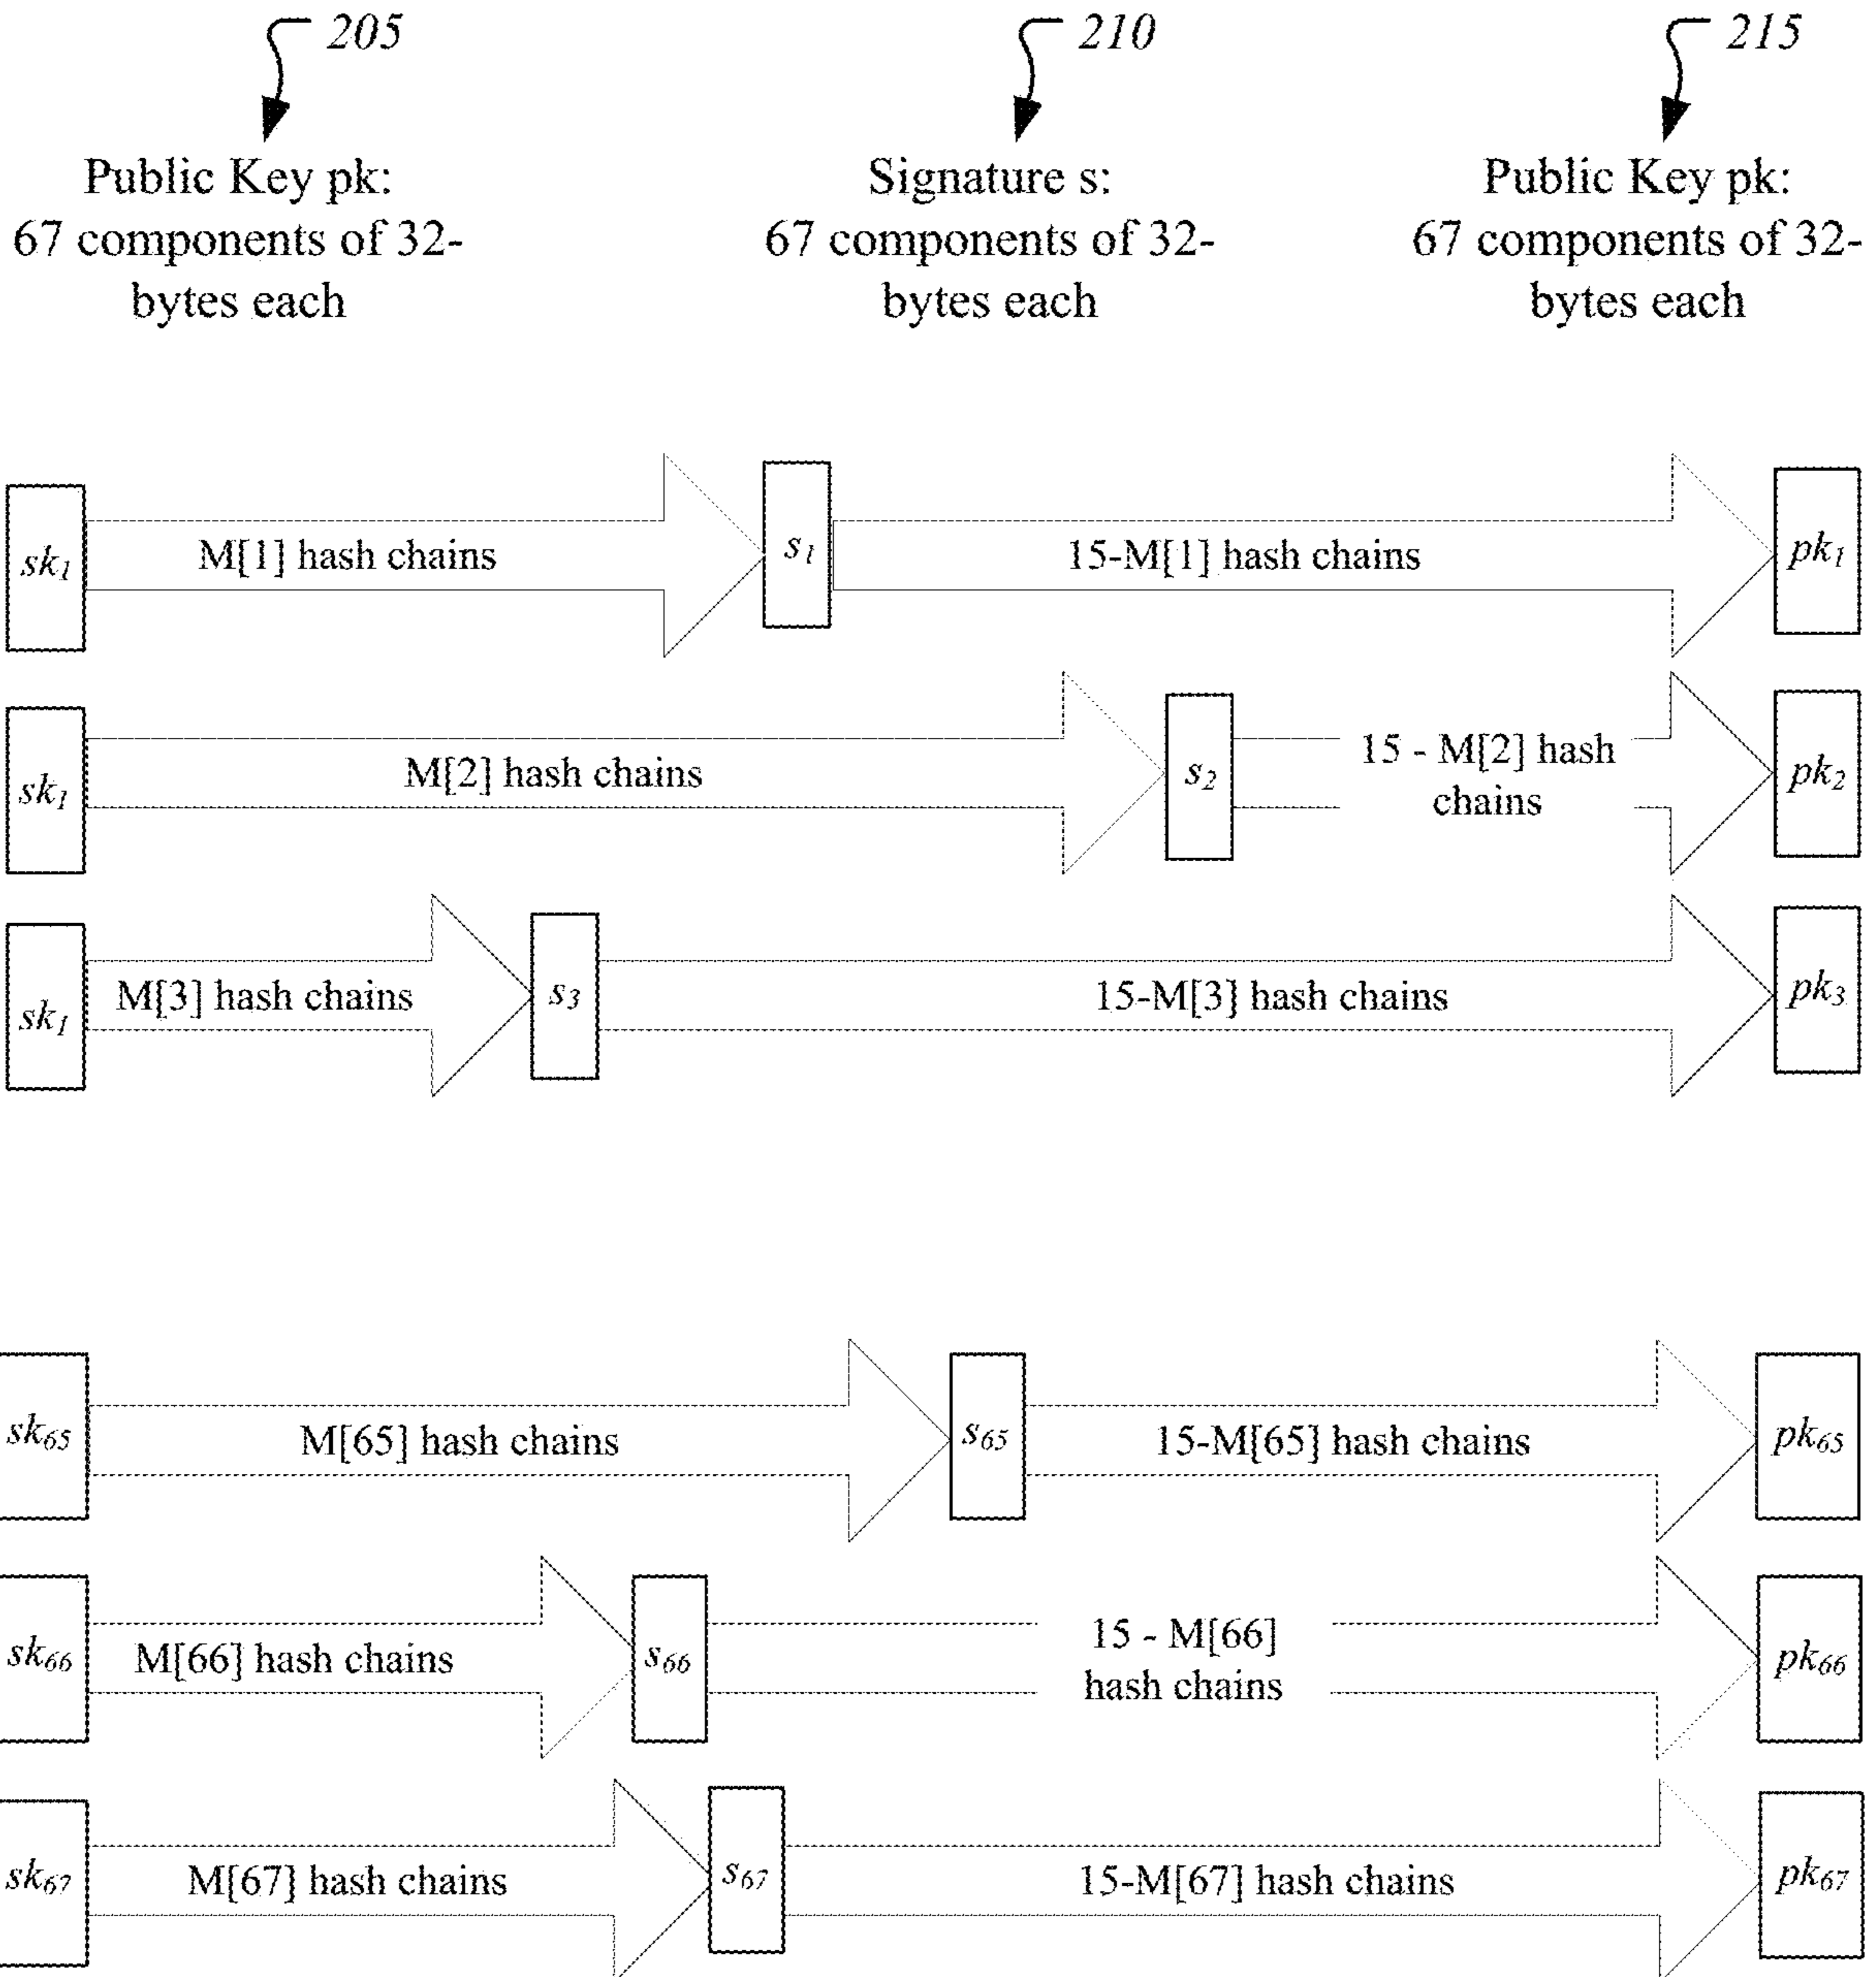 205
210
215
Public Key pk:
67 components of 32-
bytes each
Signature s:
67 components of 32-
bytes each
Public Key pk:
67 components of 32-
bytes each
sk1
M[1] hash chains
s1
15-M[1] hash chains
pk1
sk1
M[2] hash chains
s2
15 - M[2] hash
chains
pk2
sk1
M[3] hash chains
s3
15-M[3] hash chains
pk3
sk65
M[65] hash chains
s65
15-M[65] hash chains
pk65
sk66
M[66] hash chains
s66
15 - M[66]
hash chains
pk66
sk67
M[67] hash chains
s67
15-M[67] hash chains
pk67